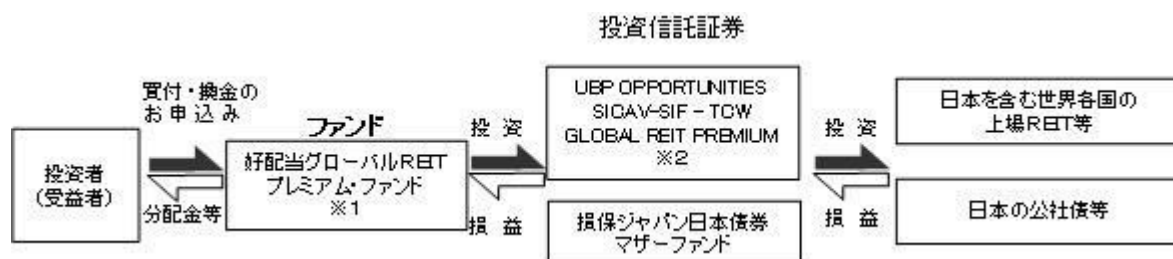 投資信託証券
買付・換金の
お申込み
ファンド
投資
UBP OPPORTUNITIES
SICAV-SIF – TCW
GLOBAL REIT PREMIUM
※2
投資
日本を含む世界各国の
上場REIT等
投資者
(受益者)
好配当グローバルREIT
プレミアム・ファンド
※1
分配金等
損益
損保ジャパン日本債券
マザーファンド
損益
日本の公社債等